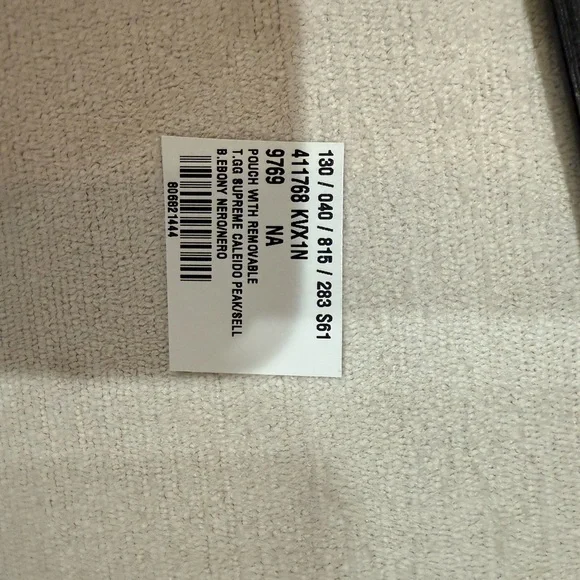 130 / 040 / 815 / 283 S61
411768 KVX1N
9769 NA
POUCH WITH REMOVABLE
T.GG SUPREME CALEIDO PEAK/SELL
B.EBONY NERO/NERO
806821444